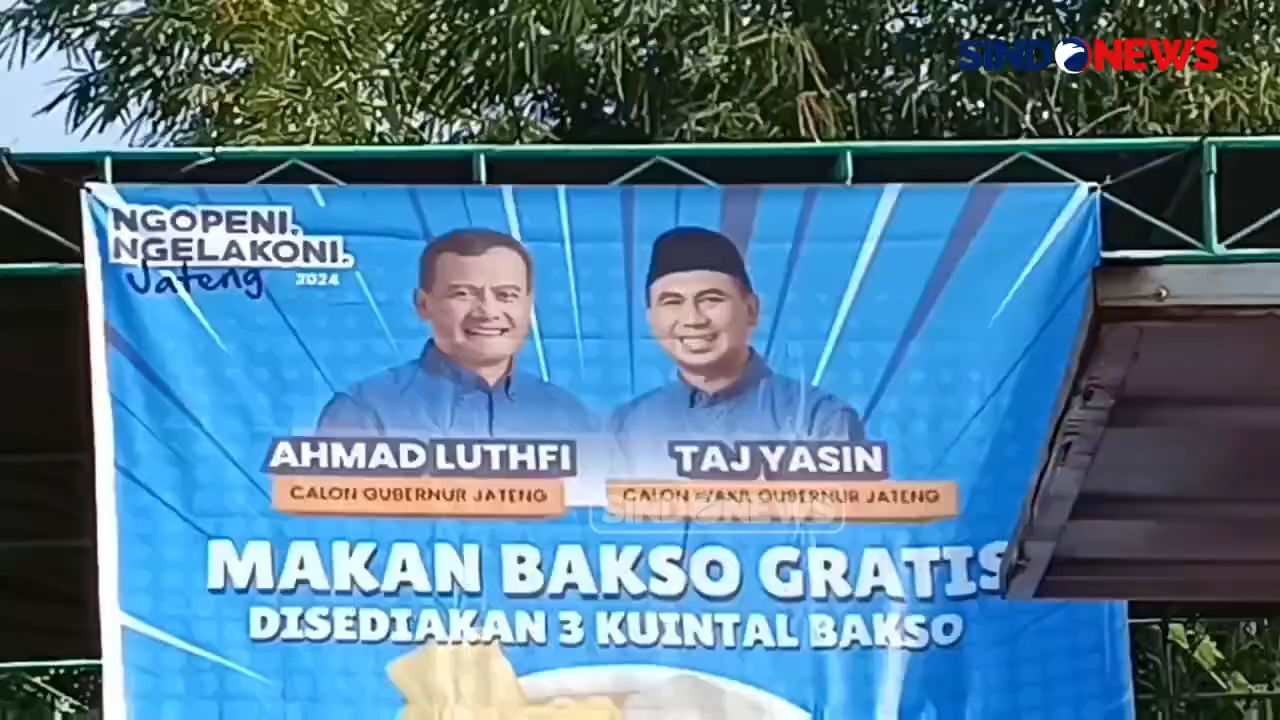 SINDONEWS
NGOPENI.
NGELAKONI.
Jateng 2024
AHMAD LUTHFI
CALON GUBERNUR JATENG
TAJ YASIN
CALON WAKIL GUBERNUR JATENG
SINDONEWS
MAKAN BAKSO GRATIS
DISEDIAKAN 3 KUINTAL BAKSO